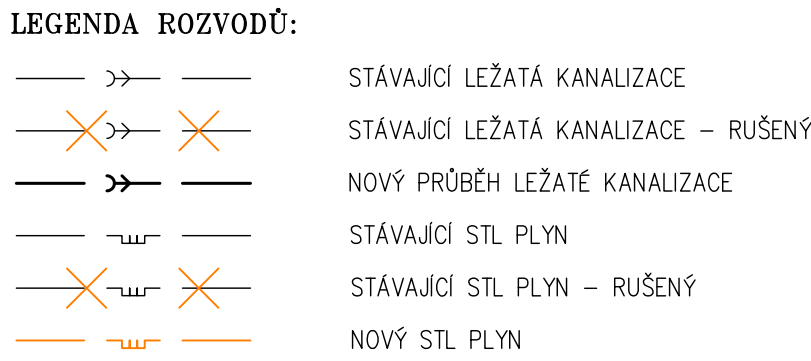 LEGENDA ROZVODŮ:
STÁVAJÍCÍ LEŽATÁ KANALIZACE
STÁVAJÍCÍ LEŽATÁ KANALIZACE – RUŠENÝ
NOVÝ PRŮBĚH LEŽATÉ KANALIZACE
STÁVAJÍCÍ STL PLYN
STÁVAJÍCÍ STL PLYN – RUŠENÝ
NOVÝ STL PLYN